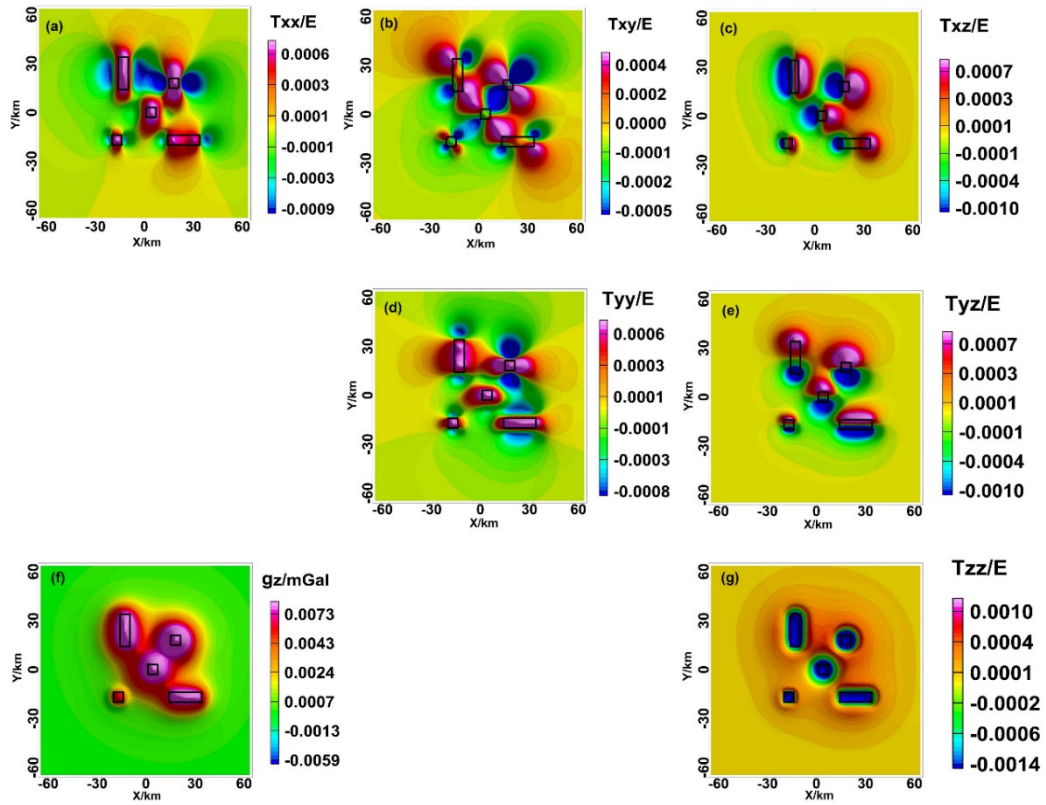 (a)
Txx/E
0.0006
0.0003
0.0001
-0.0001
-0.0003
-0.0009
Y/km
60
30
0
-30
-60
-60 -30 0 30 60
X/km
(b)
Txy/E
0.0004
0.0002
0.0000
-0.0001
-0.0002
-0.0005
Y/km
60
30
0
-30
-60
-60 -30 0 30 60
X/km
(c)
Txz/E
0.0007
0.0003
0.0001
-0.0001
-0.0004
-0.0010
Y/km
60
30
0
-30
-60
-60 -30 0 30 60
X/km
(d)
Tyy/E
0.0006
0.0003
0.0001
-0.0001
-0.0003
-0.0008
Y/km
60
30
0
-30
-60
-60 -30 0 30 60
X/km
(e)
Tyz/E
0.0007
0.0003
0.0001
-0.0001
-0.0004
-0.0010
Y/km
60
30
0
-30
-60
-60 -30 0 30 60
X/km
(f)
gz/mGal
0.0073
0.0043
0.0024
0.0007
-0.0013
-0.0059
Y/km
60
30
0
-30
-60
-60 -30 0 30 60
X/km
(g)
Tzz/E
0.0010
0.0004
0.0001
-0.0002
-0.0006
-0.0014
Y/km
60
30
0
-30
-60
-60 -30 0 30 60
X/km